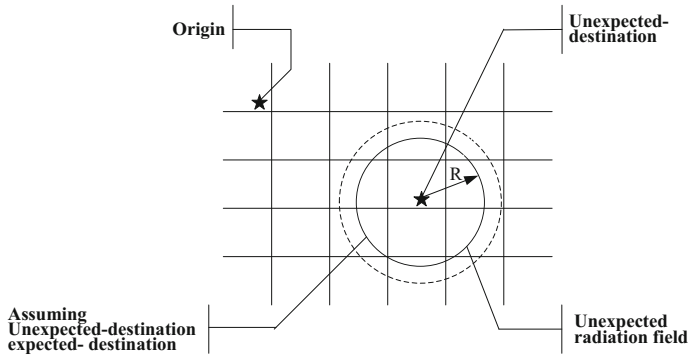 Origin
Unexpected-
destination
R
Assuming
Unexpected-destination
expected- destination
Unexpected
radiation field